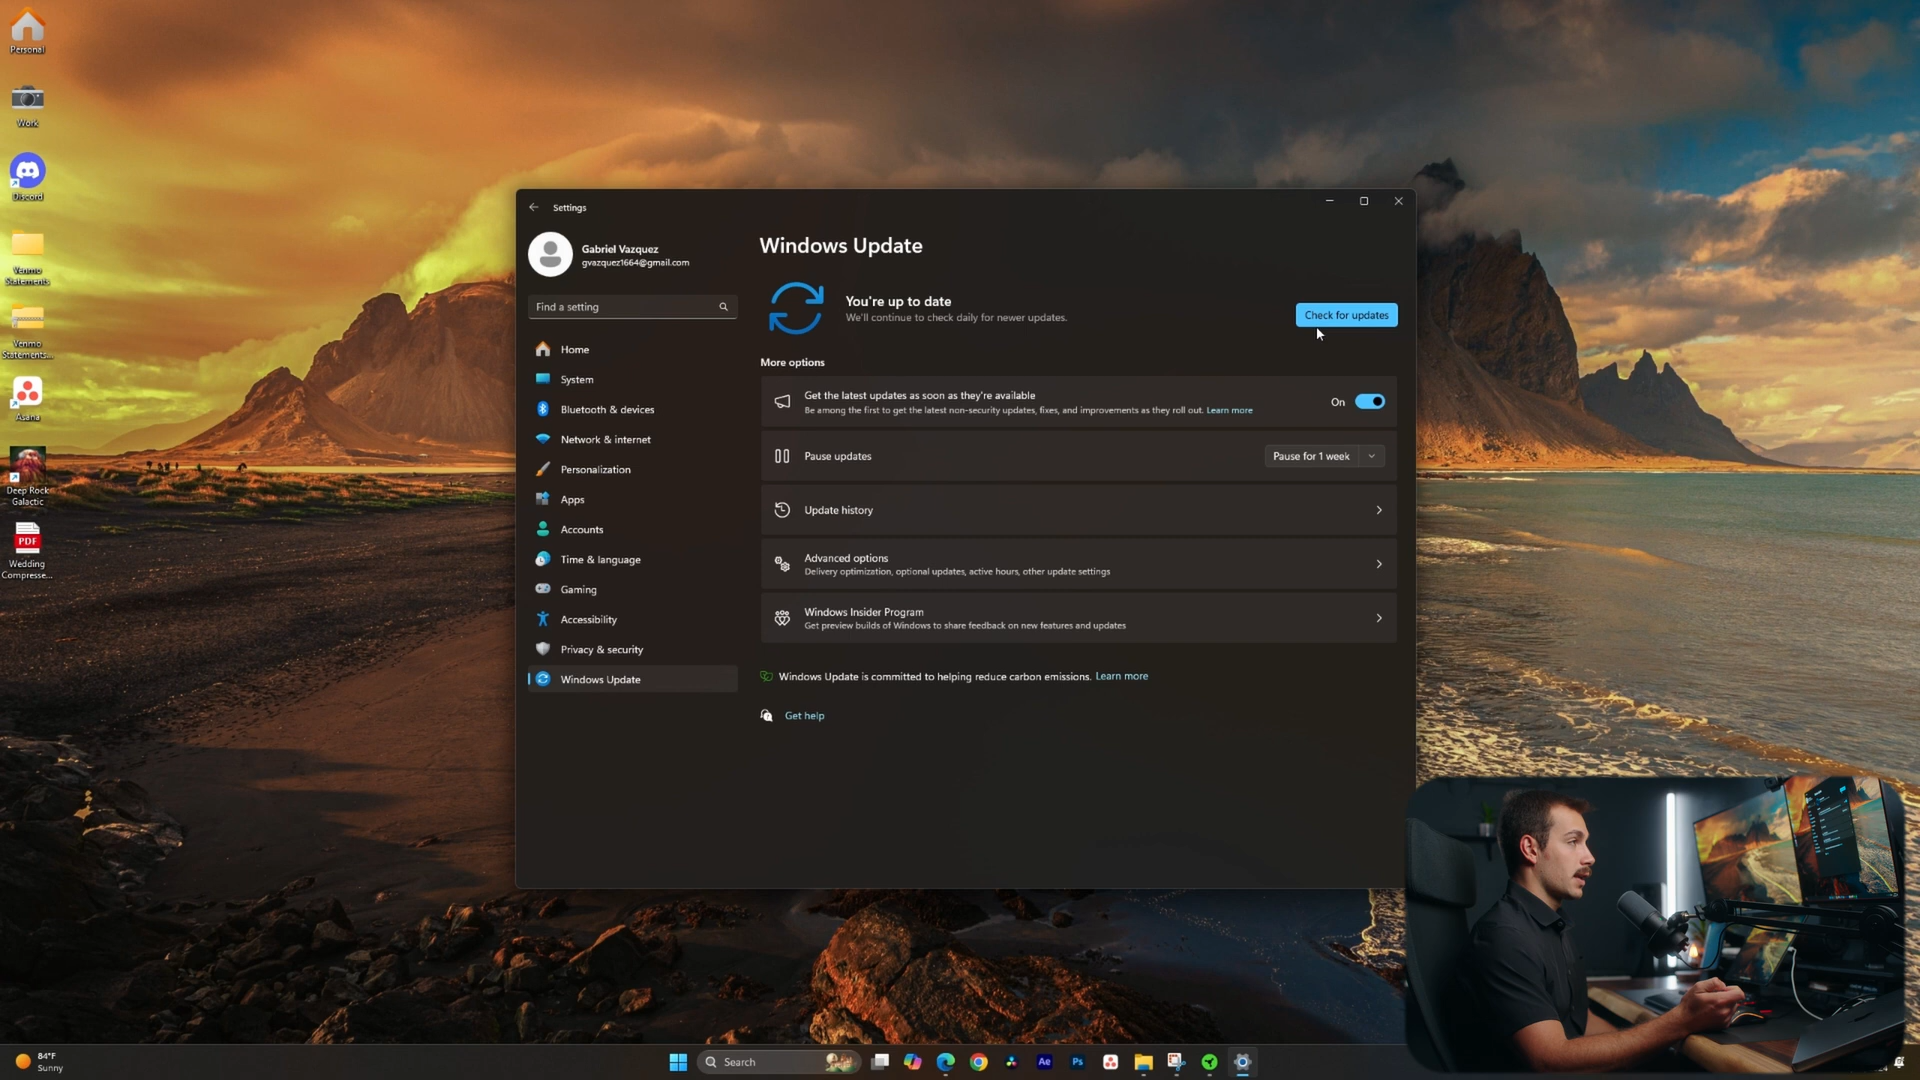 Personal
Work
Discord
Venmo
Statements
Venmo
Statements...
Asana
Deep Rock
Galactic
PDF
Wedding
Compresse...
Settings
Gabriel Vazquez
gvazquez1664@gmail.com
Find a setting
Home
System
Bluetooth & devices
Network & internet
Personalization
Apps
Accounts
Time & language
Gaming
Accessibility
Privacy & security
Windows Update
Windows Update
You're up to date
We'll continue to check daily for newer updates.
Check for updates
More options
Get the latest updates as soon as they're available
Be among the first to get the latest non-security updates, fixes, and improvements as they roll out. Learn more
On
Pause updates
Pause for 1 week
Update history
Advanced options
Delivery optimization, optional updates, active hours, other update settings
Windows Insider Program
Get preview builds of Windows to share feedback on new features and updates
Windows Update is committed to helping reduce carbon emissions. Learn more
Get help
84°F
Sunny
Search
Ae
Ps